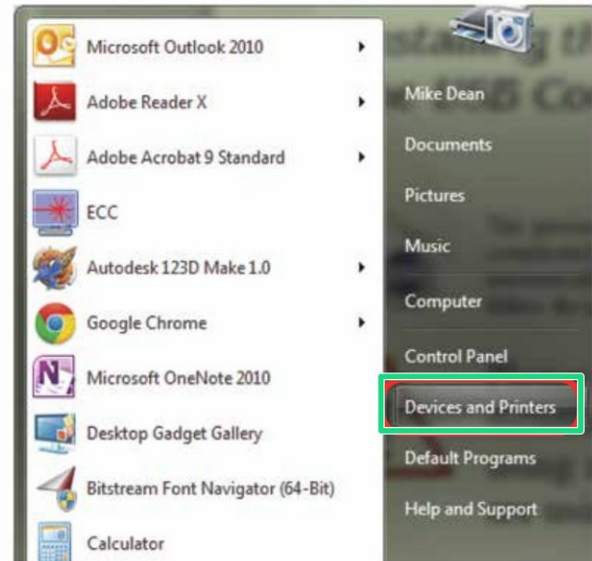 Microsoft Outlook 2010
Adobe Reader X
Adobe Acrobat 9 Standard
ECC
Autodesk 123D Make 1.0
Google Chrome
Microsoft OneNote 2010
Desktop Gadget Gallery
Bitstream Font Navigator (64-Bit)
Calculator
Mike Dean
Documents
Pictures
Music
Computer
Control Panel
Devices and Printers
Default Programs
Help and Support